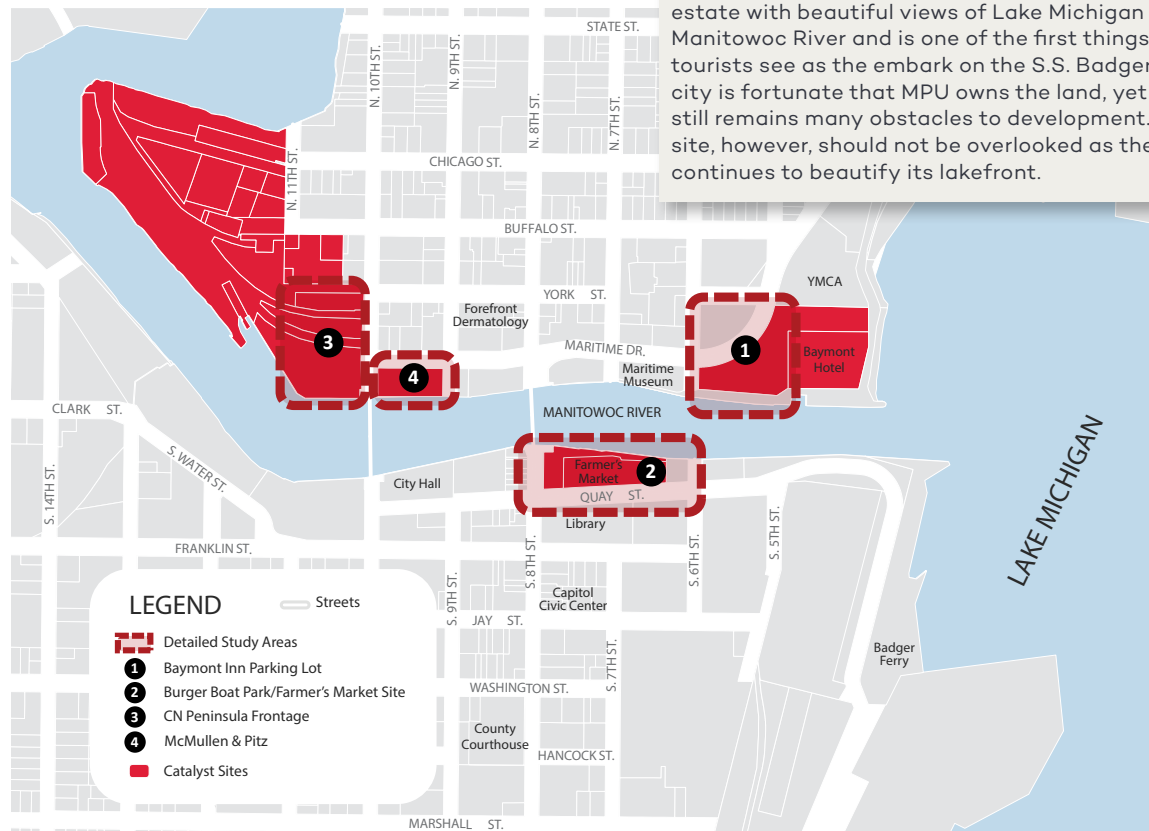 estate with beautiful views of Lake Michigan
Manitowoc River and is one of the first things
tourists see as the embark on the S.S. Badger
city is fortunate that MPU owns the land, yet
still remains many obstacles to development.
site, however, should not be overlooked as the
continues to beautify its lakefront.
STATE ST.
N. 10TH ST.
N. 9TH ST.
N. 8TH ST.
N. 7TH ST.
N. 11TH ST.
CHICAGO ST.
BUFFALO ST.
YORK ST.
YMCA
Forefront
Dermatology
MARITIME DR.
Maritime
Museum
1
Baymont
Hotel
3
4
MANITOWOC RIVER
CLARK ST.
S. WATER ST.
S. 14TH ST.
City Hall
Farmer's
Market
2
QUAY ST.
Library
LAKE MICHIGAN
FRANKLIN ST.
S. 9TH ST.
S. 8TH ST.
S. 6TH ST.
S. 5TH ST.
Capitol
Civic Center
JAY ST.
S. 7TH ST.
Badger
Ferry
WASHINGTON ST.
County
Courthouse
HANCOCK ST.
MARSHALL ST.
LEGEND
Streets
Detailed Study Areas
1 Baymont Inn Parking Lot
2 Burger Boat Park/Farmer's Market Site
3 CN Peninsula Frontage
4 McMullen & Pitz
Catalyst Sites